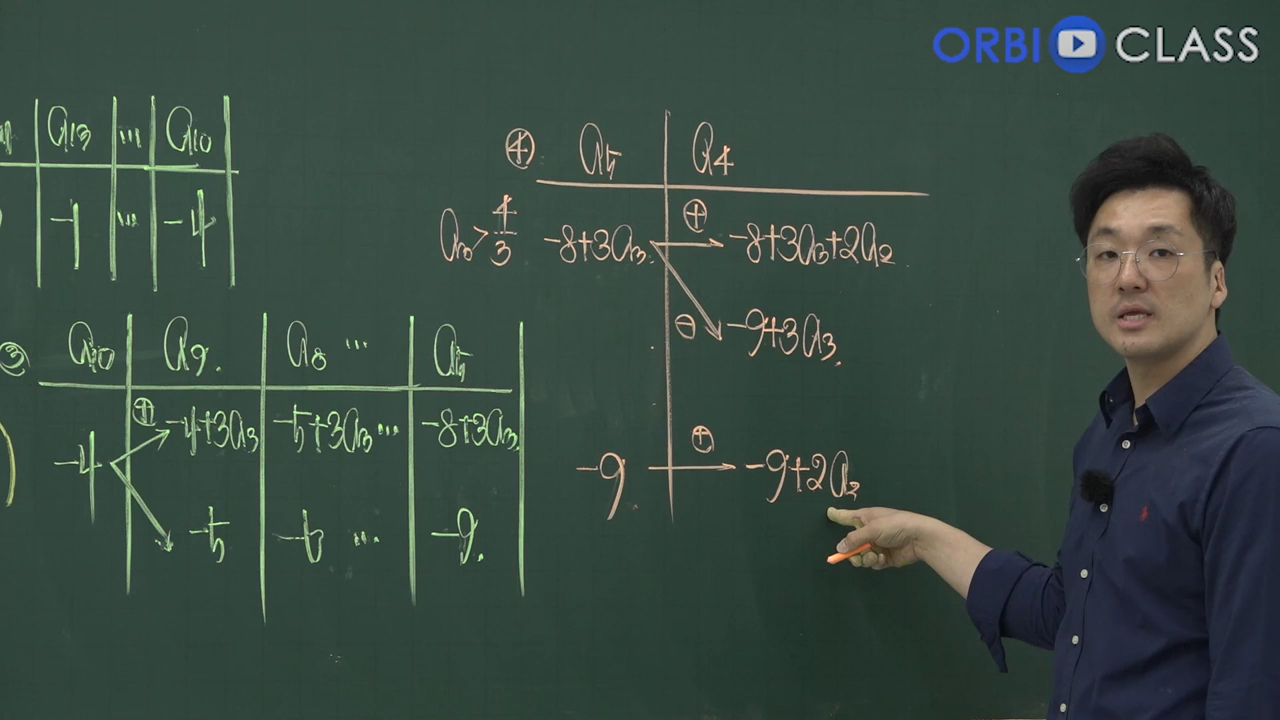 ORBI CLASS
a₁₃ ... a₁₀
-1 ... -4
③ a₁₀ a₉. a₈ ... a₅
-4 ⊕ -4+3a₃ -5+3a₃ ... -8+3a₃
-5 -6 ... -9.
④ a₅ a₄
a₃ > 4/3 -8+3a₃. ⊕ -8+3a₃+2a₂
⊖ -9+3a₃.
-9. ⊕ -9+2a₂